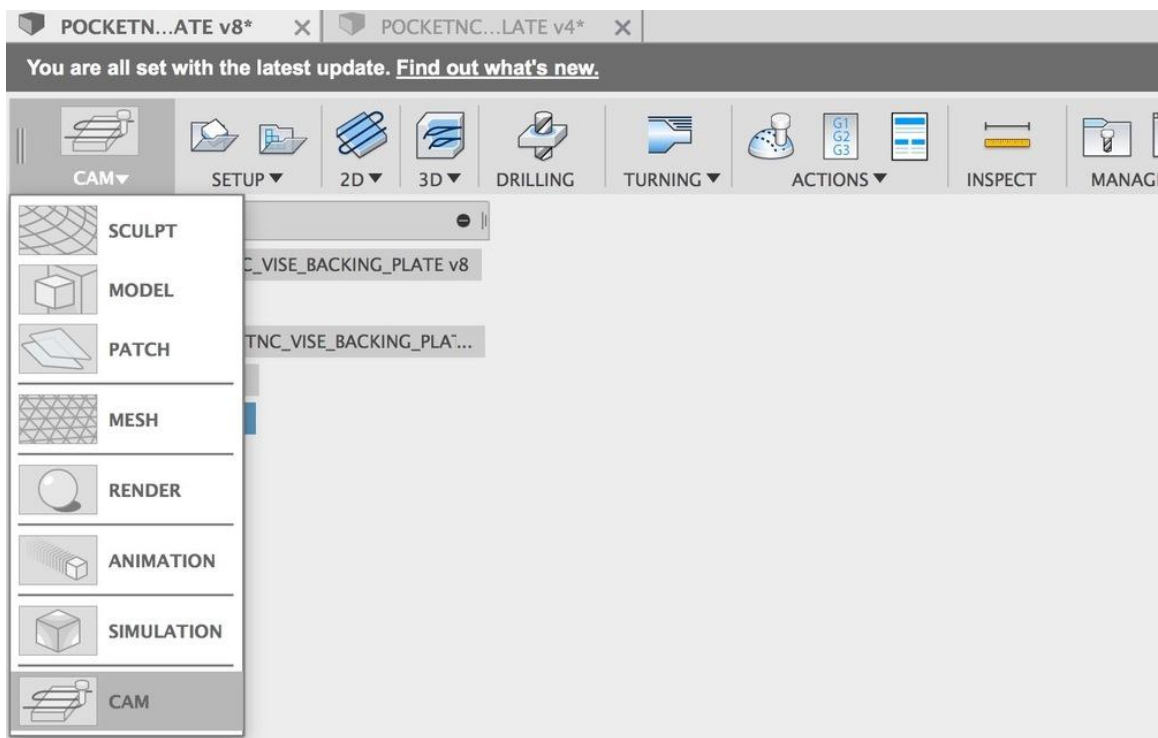 POCKETN...ATE v8*
POCKETNC...LATE v4*
You are all set with the latest update. Find out what's new.
G1
G2
G3
CAM▼ SETUP ▼ 2D ▼ 3D ▼ DRILLING TURNING ▼ ACTIONS ▼ INSPECT MANAG
SCULPT
C_VISE_BACKING_PLATE v8
MODEL
TNC_VISE_BACKING_PLA...
PATCH
MESH
RENDER
ANIMATION
SIMULATION
CAM